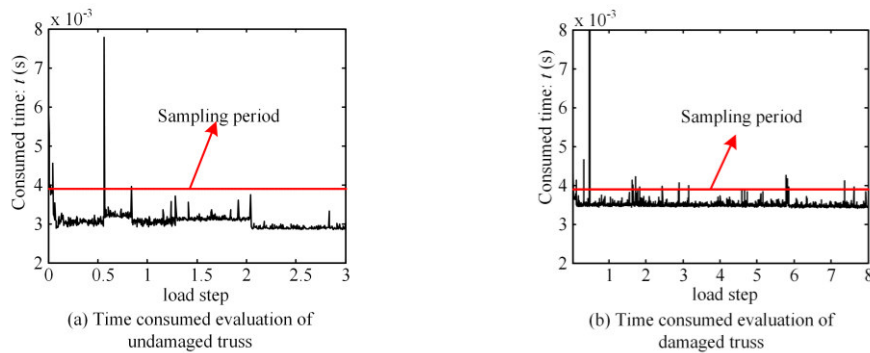 x 10⁻³
8
7
6
5
4
3
2
Consumed time: t (s)
Sampling period
0 0.5 1 1.5 2 2.5 3
load step
(a) Time consumed evaluation of
undamaged truss
x 10⁻³
8
7
6
5
4
3
2
Consumed time: t (s)
Sampling period
1 2 3 4 5 6 7 8
load step
(b) Time consumed evaluation of
damaged truss